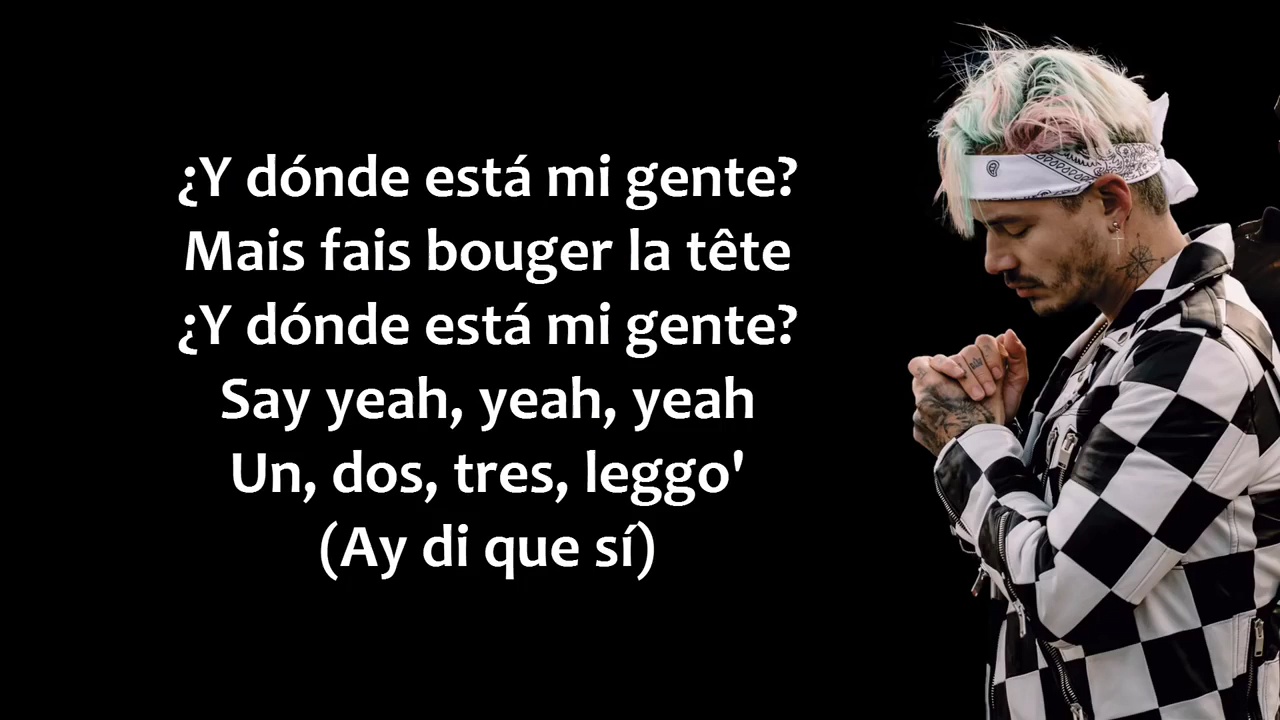 ¿Y dónde está mi gente?
Mais fais bouger la tête
¿Y dónde está mi gente?
Say yeah, yeah, yeah
Un, dos, tres, leggo'
(Ay di que sí)